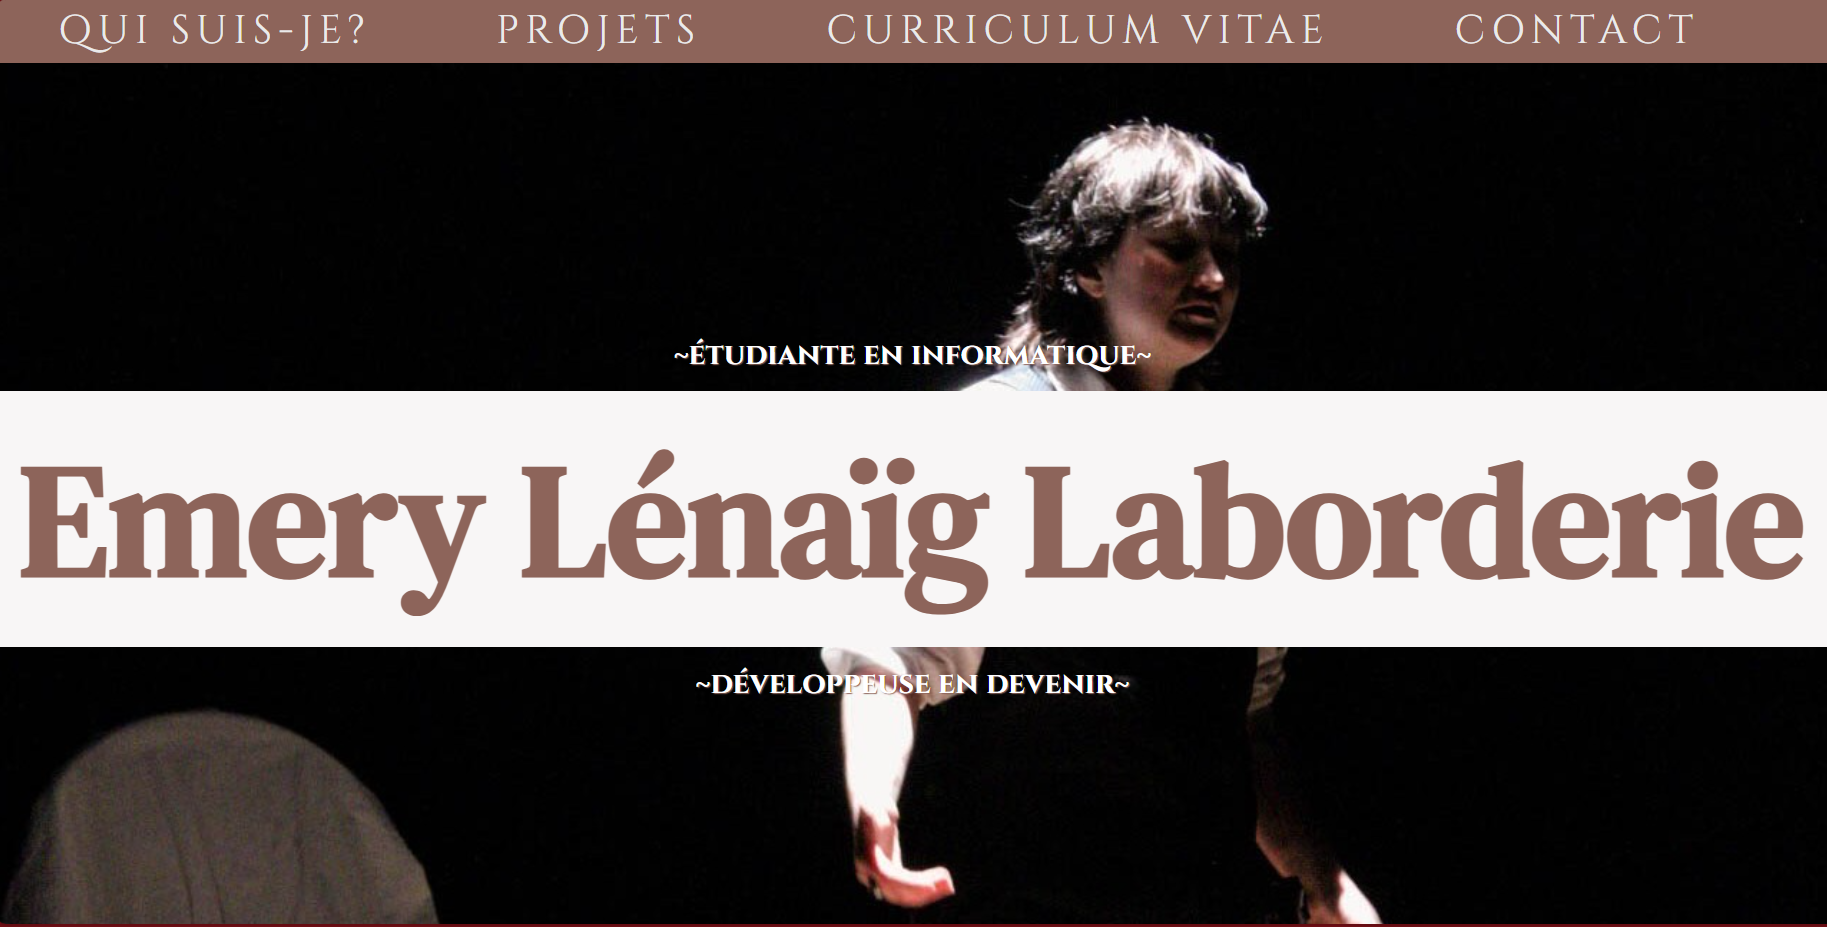 QUI SUIS-JE? PROJETS CURRICULUM VITAE CONTACT
~ÉTUDIANTE EN INFORMATIQUE~
Emery Lénaïg Laborderie
~DÉVELOPPEUSE EN DEVENIR~